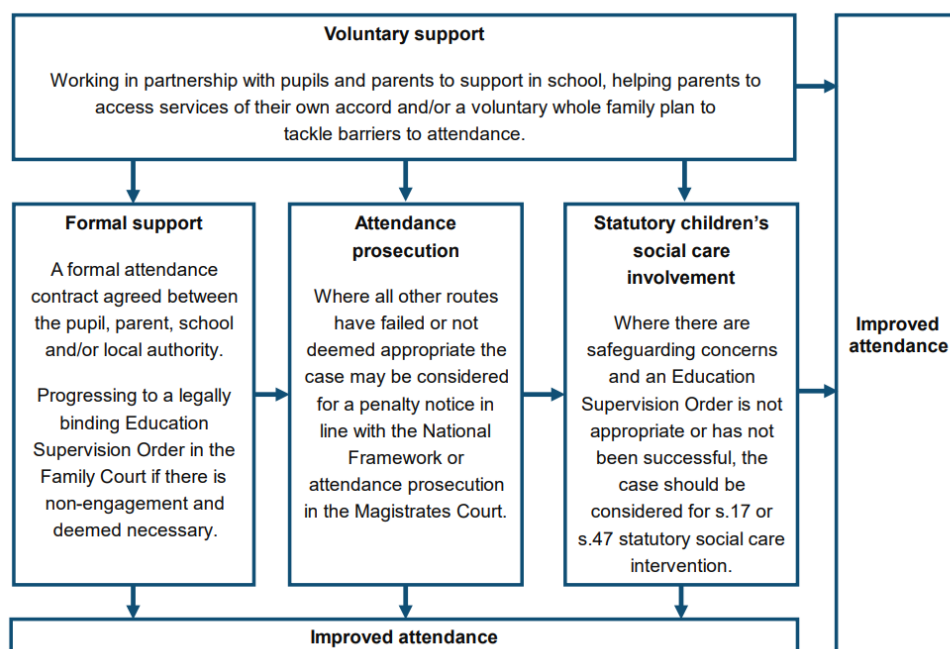 Voluntary support
Working in partnership with pupils and parents to support in school, helping parents to
access services of their own accord and/or a voluntary whole family plan to
tackle barriers to attendance.
Formal support
A formal attendance
contract agreed between
the pupil, parent, school
and/or local authority.
Progressing to a legally
binding Education
Supervision Order in the
Family Court if there is
non-engagement and
deemed necessary.
Attendance
prosecution
Where all other routes
have failed or not
deemed appropriate the
case may be considered
for a penalty notice in
line with the National
Framework or
attendance prosecution
in the Magistrates Court.
Statutory children’s
social care
involvement
Where there are
safeguarding concerns
and an Education
Supervision Order is not
appropriate or has not
been successful, the
case should be
considered for s.17 or
s.47 statutory social care
intervention.
Improved
attendance
Improved attendance